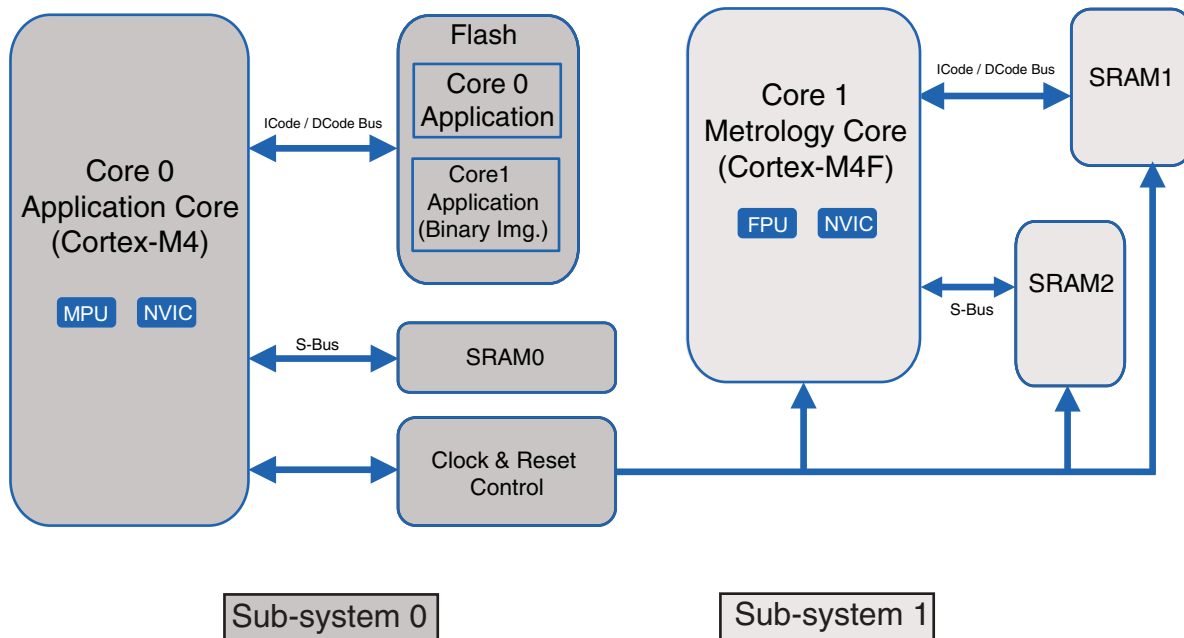 Core 0
Application Core
(Cortex-M4)
MPU
NVIC
ICode / DCode Bus
Flash
Core 0
Application
Core1
Application
(Binary Img.)
S-Bus
SRAM0
Clock & Reset
Control
Core 1
Metrology Core
(Cortex-M4F)
FPU
NVIC
ICode / DCode Bus
SRAM1
S-Bus
SRAM2
Sub-system 0
Sub-system 1